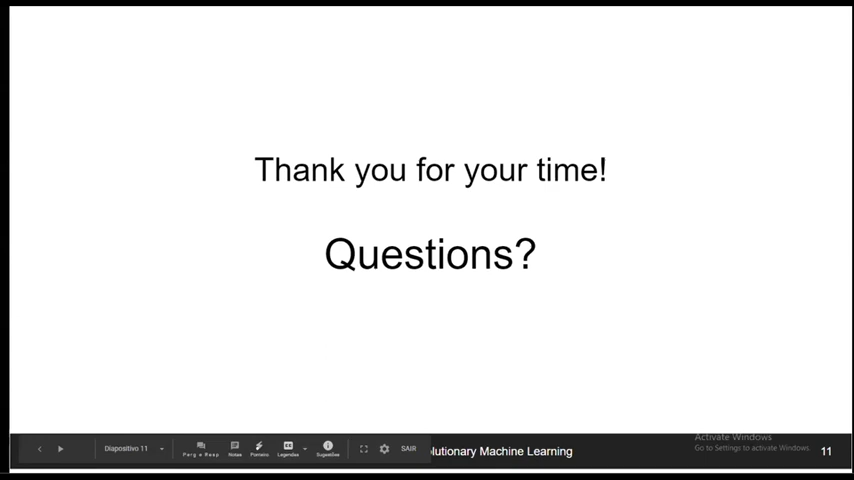 Thank you for your time!
Questions?
Diapositivo 11
Perg e Resp
Notas
Ponteiro
Legendas
Sugestões
SAIR
lutionary Machine Learning
Activate Windows
Go to Settings to activate Windows.
11